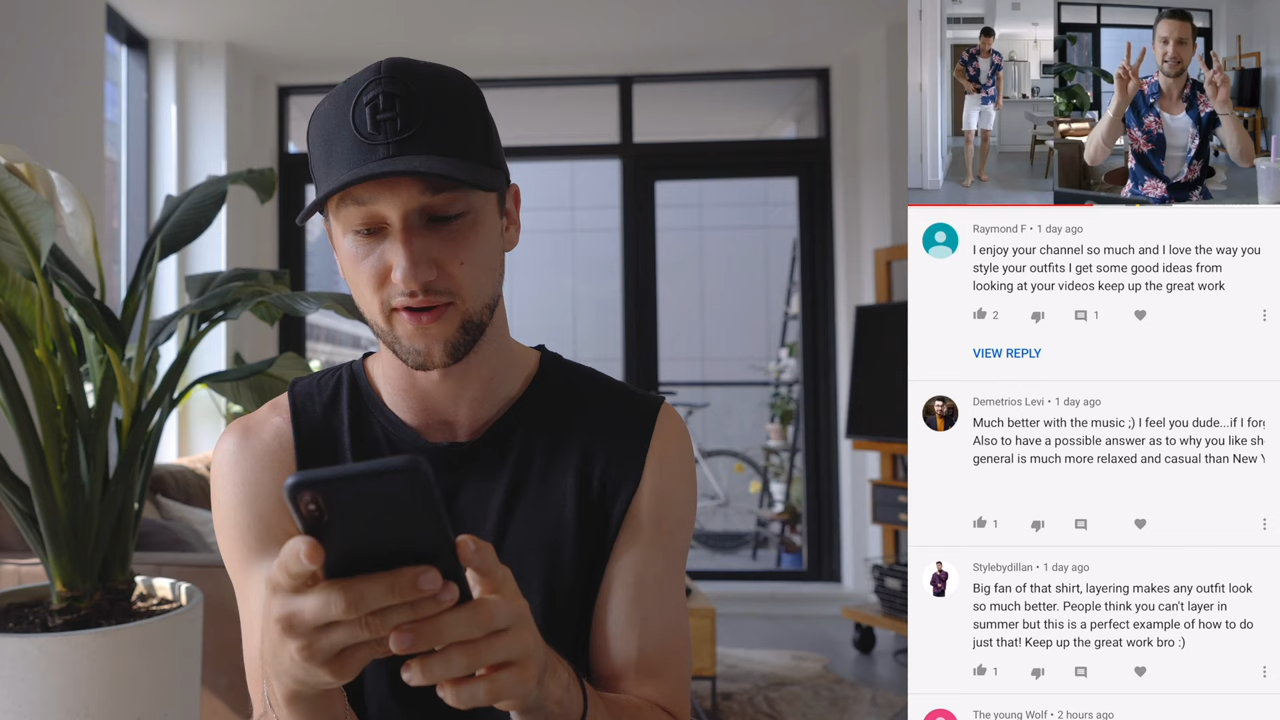 Raymond F • 1 day ago
I enjoy your channel so much and I love the way you
style your outfits I get some good ideas from
looking at your videos keep up the great work
2
1
VIEW REPLY
Demetrios Levi • 1 day ago
Much better with the music ;) I feel you dude...if I
Also to have a possible answer as to why you like
general is much more relaxed and casual than New
1
Stylebydillan • 1 day ago
Big fan of that shirt, layering makes any outfit look
so much better. People think you can't layer in
summer but this is a perfect example of how to do
just that! Keep up the great work bro :)
1
The young Wolf • 2 hours ago